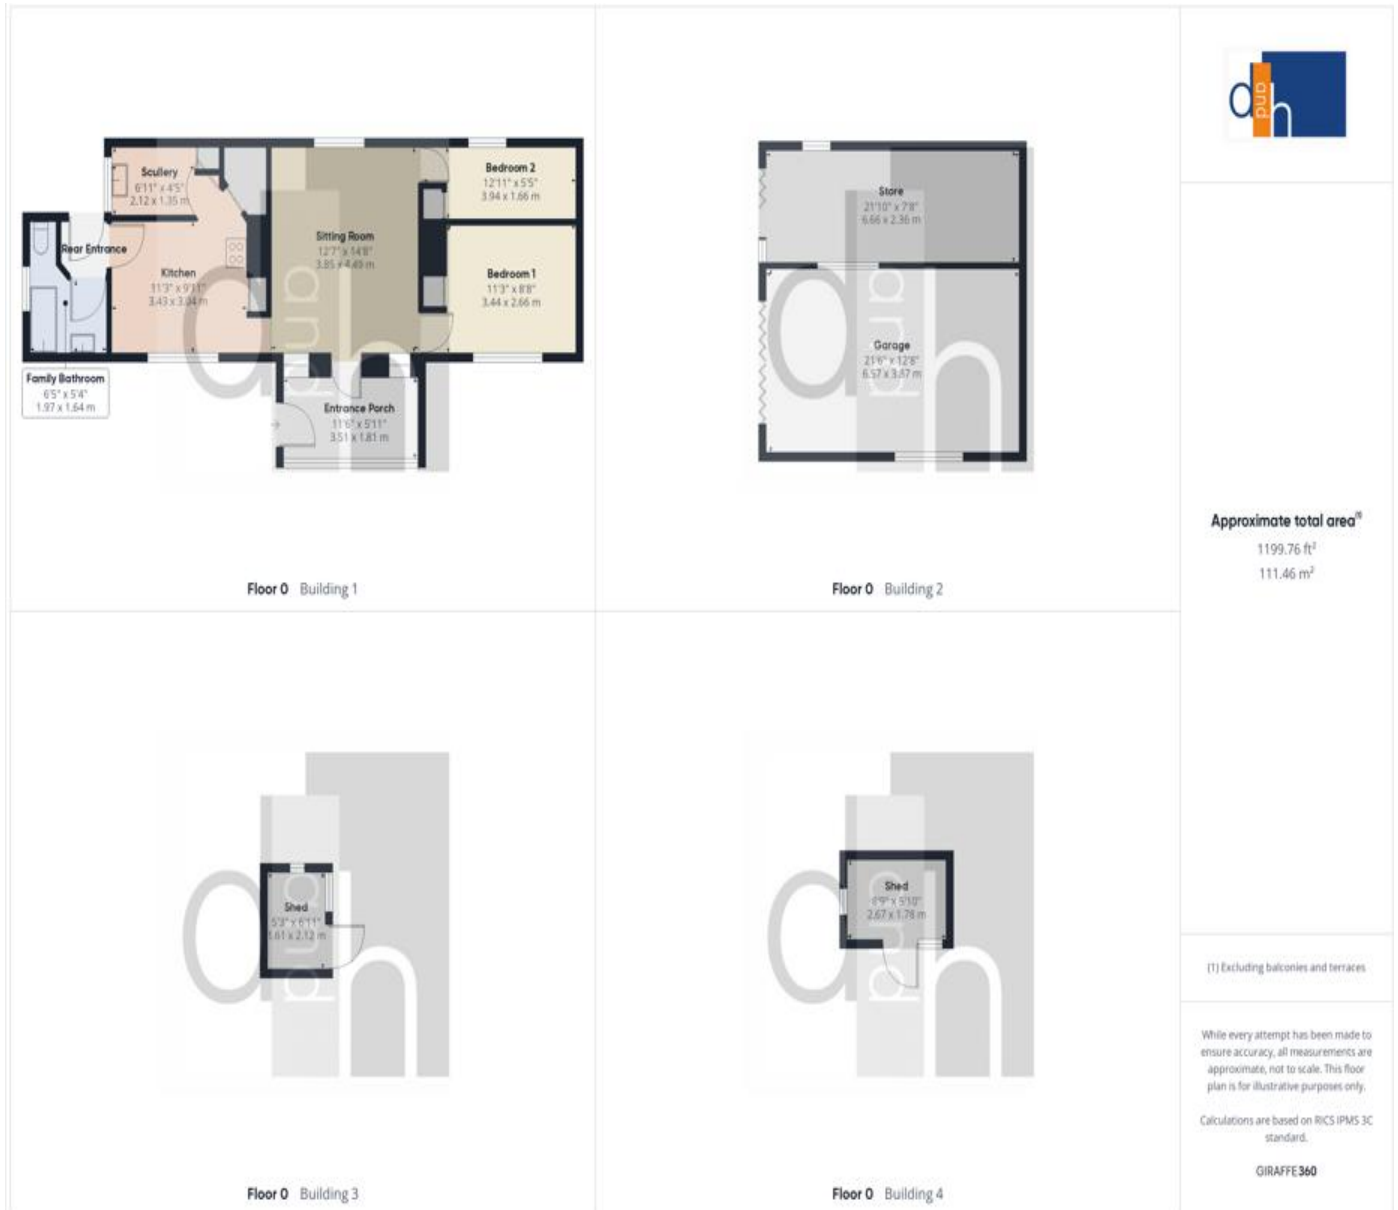 Scullery
6'11" x 4'5"
2.12 x 1.35 m
Bedroom 2
12'11" x 5'5"
3.94 x 1.66 m
Rear Entrance
Sitting Room
12'7" x 14'8"
3.85 x 4.49 m
Kitchen
11'3" x 9'11"
3.43 x 3.04 m
Bedroom 1
11'3" x 8'8"
3.44 x 2.66 m
Family Bathroom
6'5" x 5'4"
1.97 x 1.64 m
Entrance Porch
11'6" x 5'11"
3.51 x 1.81 m
d and h
Floor 0 Building 1
Store
21'10" x 7'8"
6.66 x 2.36 m
Garage
21'6" x 12'8"
6.57 x 3.87 m
d and h
Floor 0 Building 2
d and h
Approximate total area(1)
1199.76 ft²
111.46 m²
Shed
5'3" x 6'11"
1.61 x 2.12 m
d and h
Floor 0 Building 3
Shed
8'9" x 5'10"
2.67 x 1.78 m
d and h
Floor 0 Building 4
(1) Excluding balconies and terraces
While every attempt has been made to
ensure accuracy, all measurements are
approximate, not to scale. This floor
plan is for illustrative purposes only.
Calculations are based on RICS IPMS 3C
standard.
GIRAFFE360